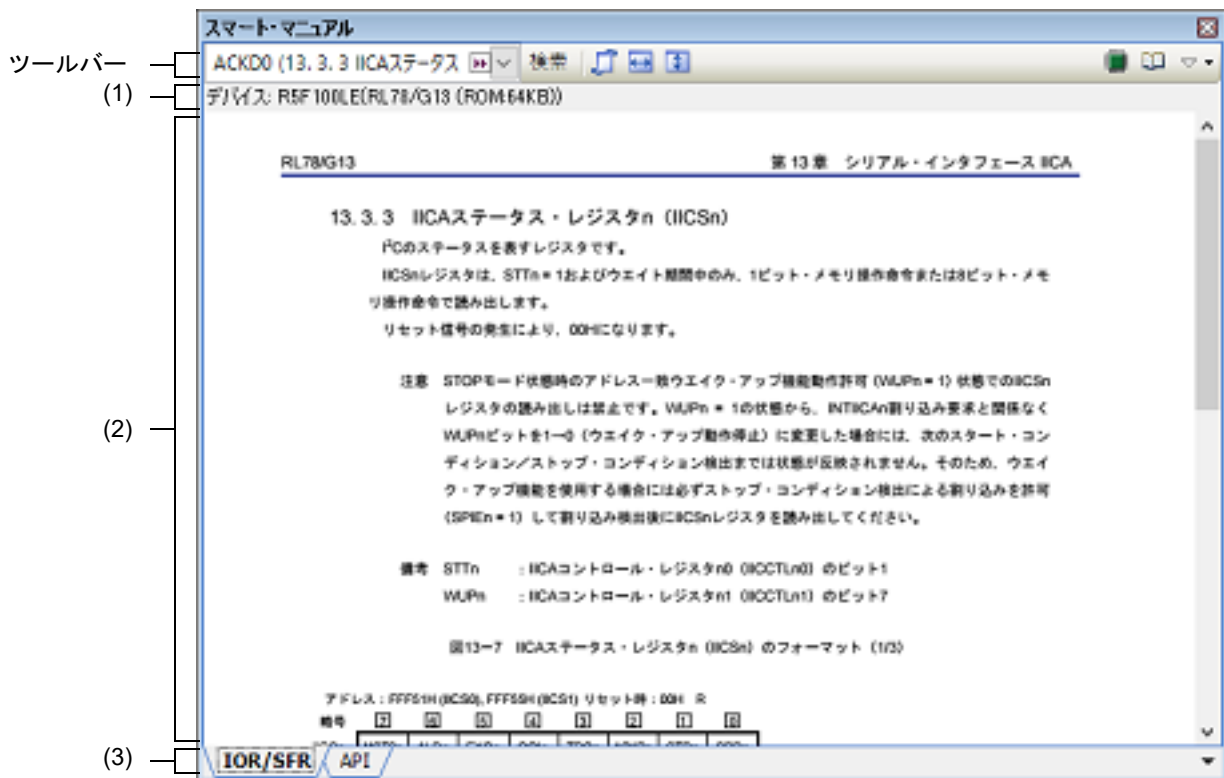 スマート・マニュアル
ツールバー
ACKD0 (13. 3. 3 IICAステータス 検索
(1)
デバイス: R5F100LE(RL78/G13 (ROM:64KB))
(2)
RL78/G13 第 13 章 シリアル・インタフェース IICA
13. 3. 3 IICAステータス・レジスタn (IICSn)
I²Cのステータスを表すレジスタです。
IICSnレジスタは，STTn = 1およびウエイト期間中のみ，1ビット・メモリ操作命令または8ビット・メモ
リ操作命令で読み出します。
リセット信号の発生により，00Hになります。
注意 STOPモード状態時のアドレス一致ウエイク・アップ機能動作許可 (WUPn = 1) 状態でのIICSn
レジスタの読み出しは禁止です。WUPn = 1の状態から，INTIICAn割り込み要求と関係なく
WUPnビットを1→0 (ウエイク・アップ動作停止) に変更した場合には，次のスタート・コン
ディション／ストップ・コンディション検出までは状態が反映されません。そのため，ウエイ
ク・アップ機能を使用する場合には必ずストップ・コンディション検出による割り込みを許可
(SPIEn = 1) して割り込み検出後にIICSnレジスタを読み出してください。
備考 STTn : IICAコントロール・レジスタn0 (IICCTLn0) のビット1
WUPn : IICAコントロール・レジスタn1 (IICCTLn1) のビット7
図13－7 IICAステータス・レジスタn (IICSn) のフォーマット (1/3)
アドレス : FFF51H (IICS0), FFF55H (IICS1) リセット時 : 00H R
略号 7 6 5 4 3 2 1 0
(3)
IOR/SFR API